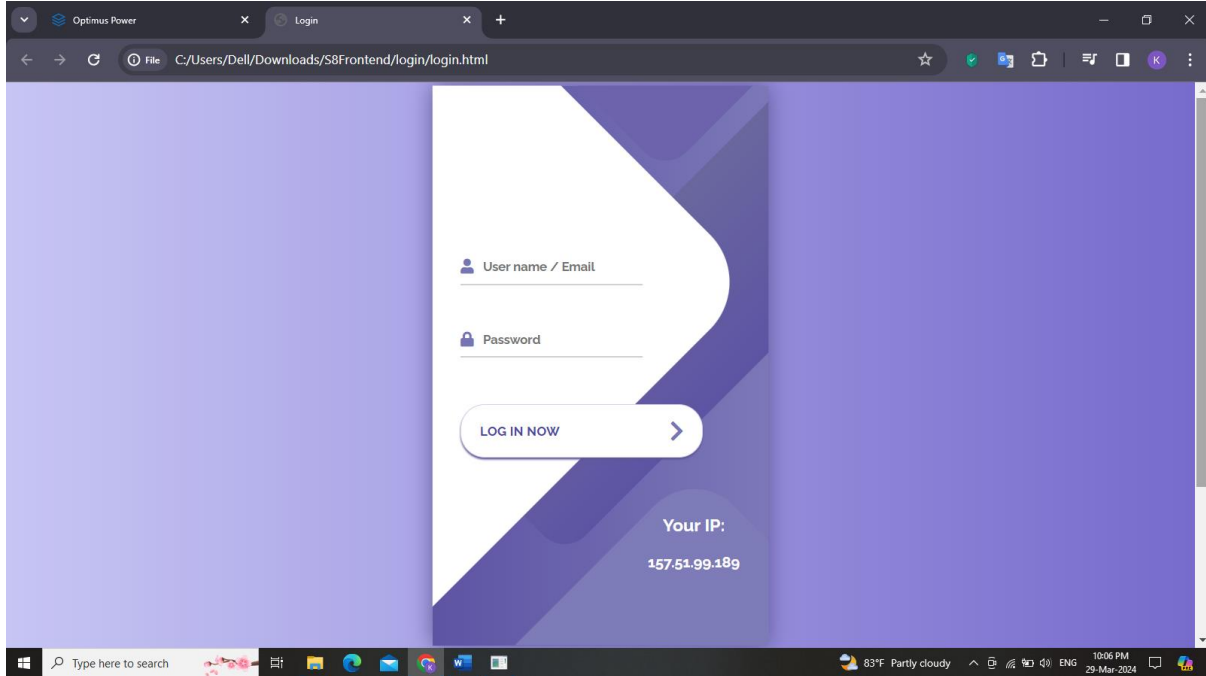 Optimus Power
Login
File
C:/Users/Dell/Downloads/S8Frontend/login/login.html
K
User name / Email
Password
LOG IN NOW
Your IP:
157.51.99.189
Type here to search
83°F Partly cloudy
ENG
10:06 PM
29-Mar-2024